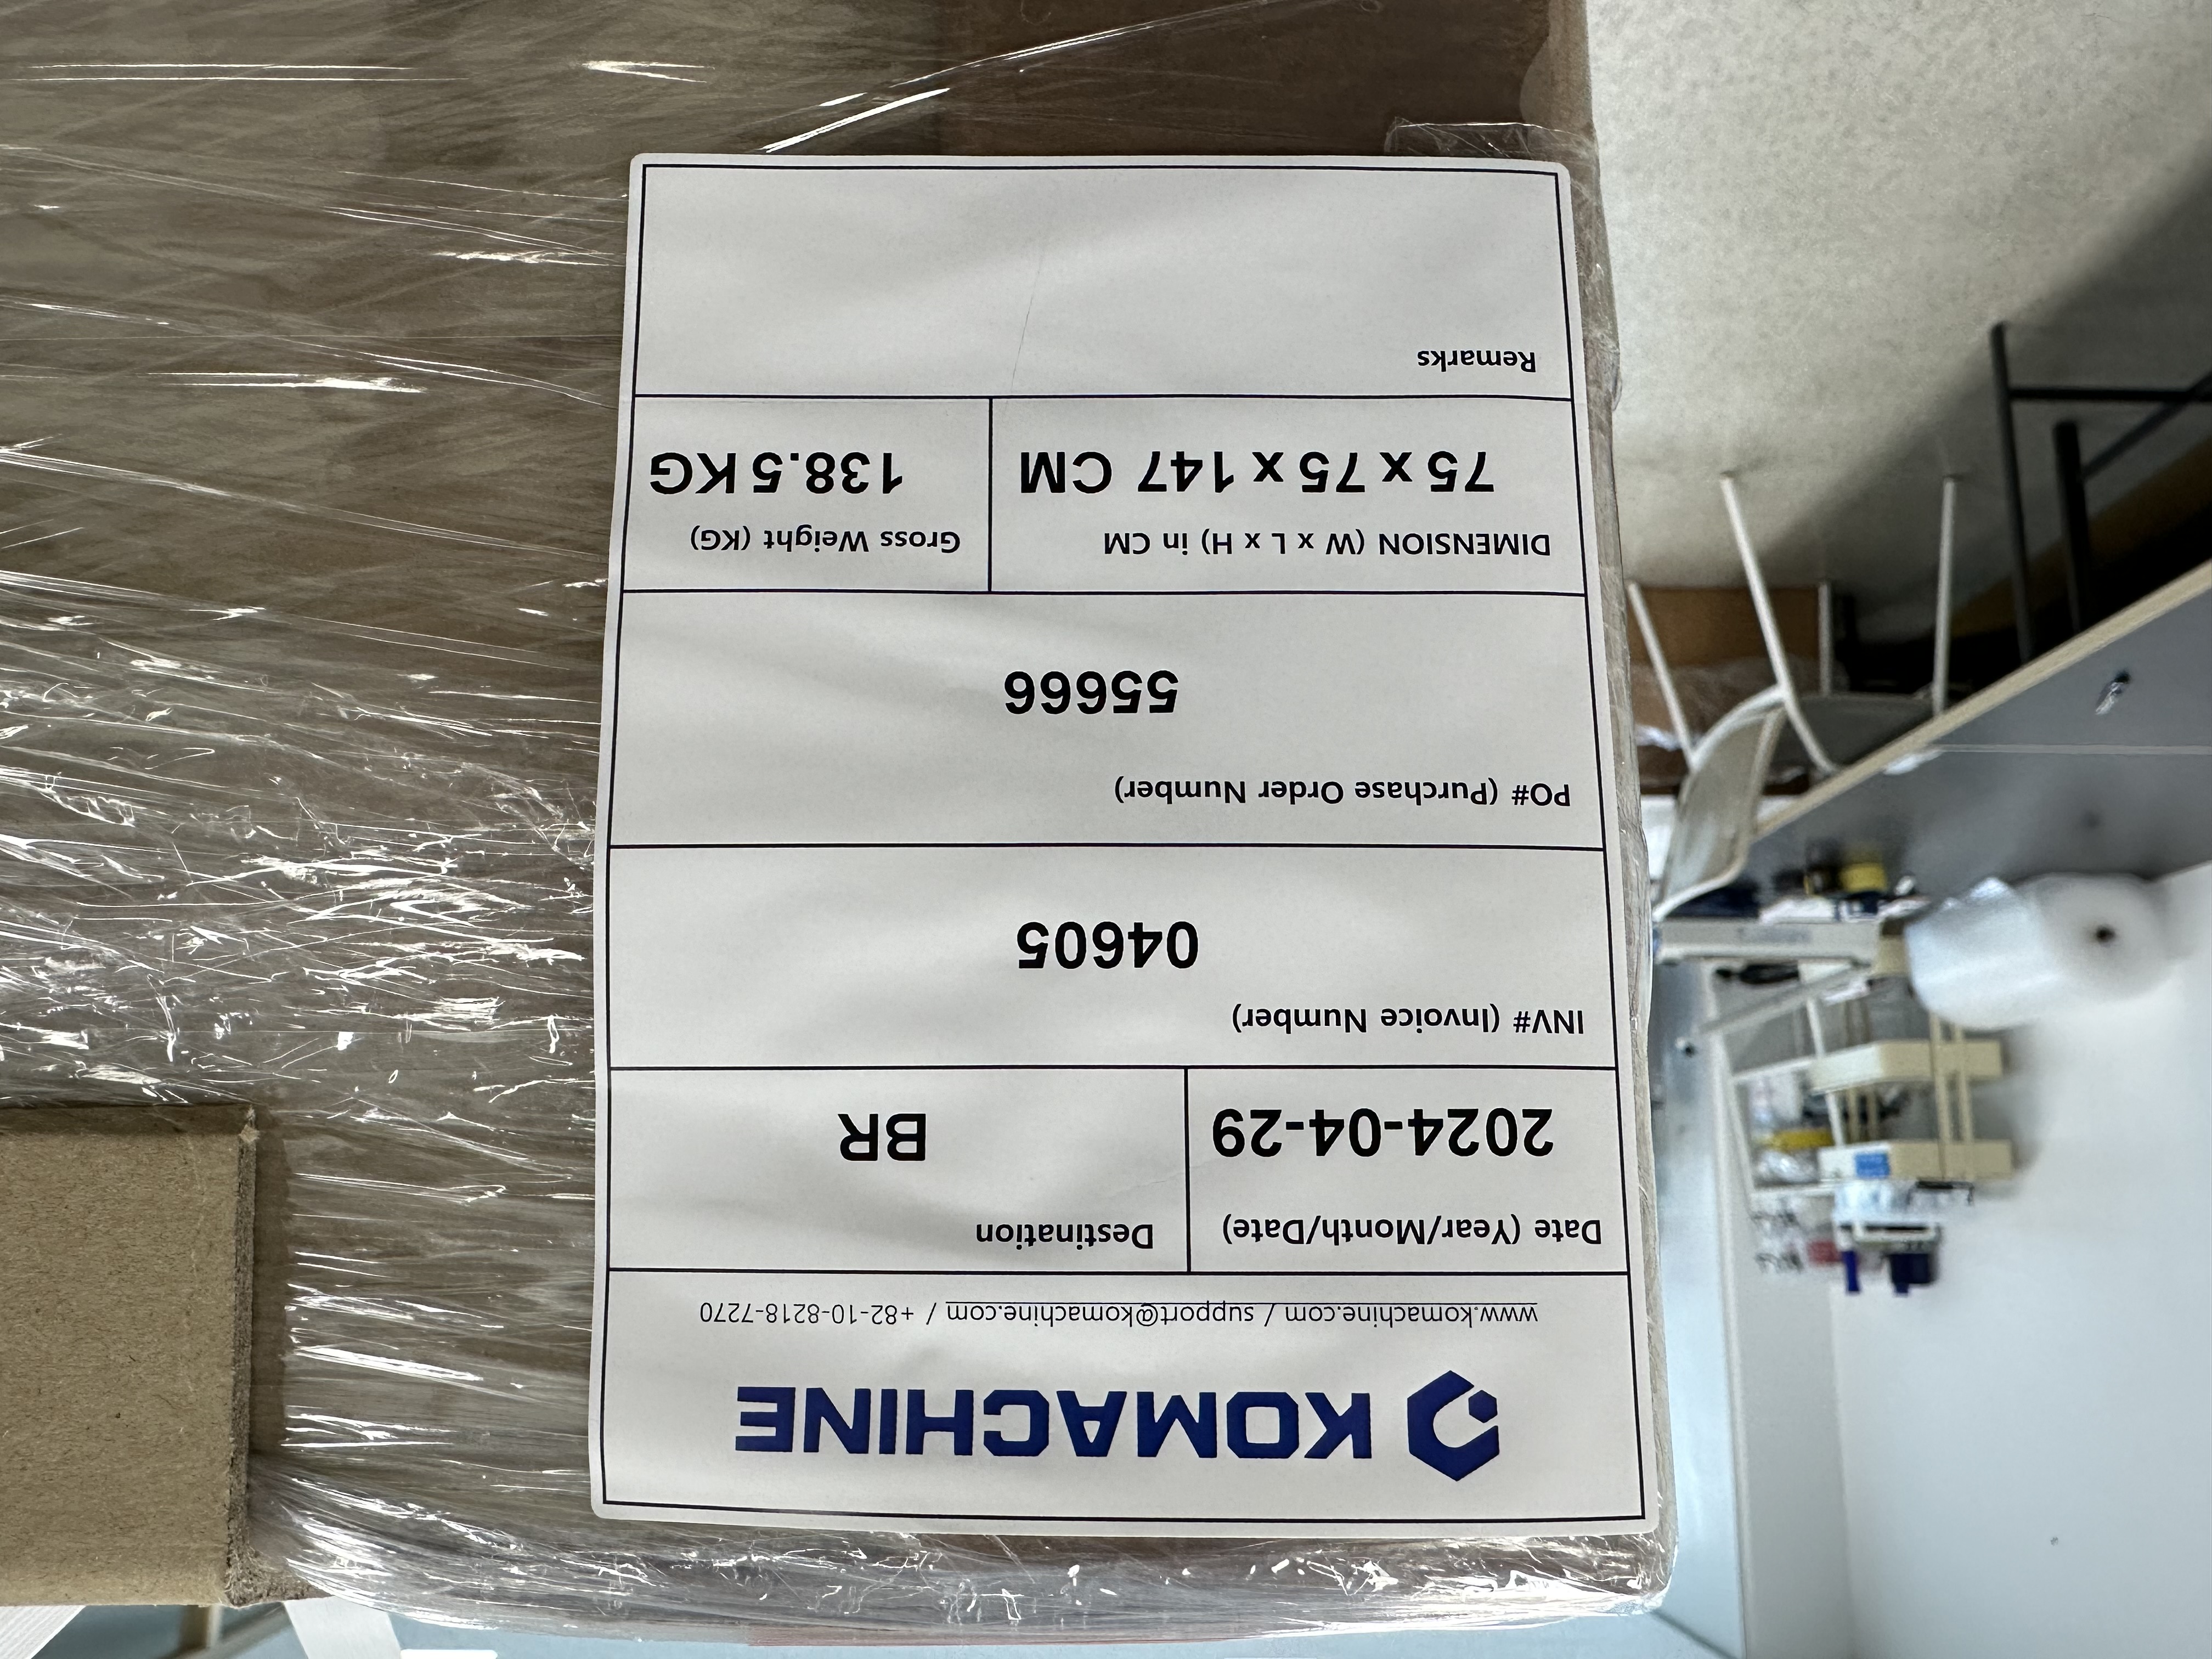 KOMACHINE
www.komachine.com / support@komachine.com / +82-10-8218-7270
Date (Year/Month/Date)
2024-04-29
Destination
BR
INV# (Invoice Number)
04605
PO# (Purchase Order Number)
55666
DIMENSION (W x L x H) in CM
75 x 75 x 147 CM
Gross Weight (KG)
138.5 KG
Remarks